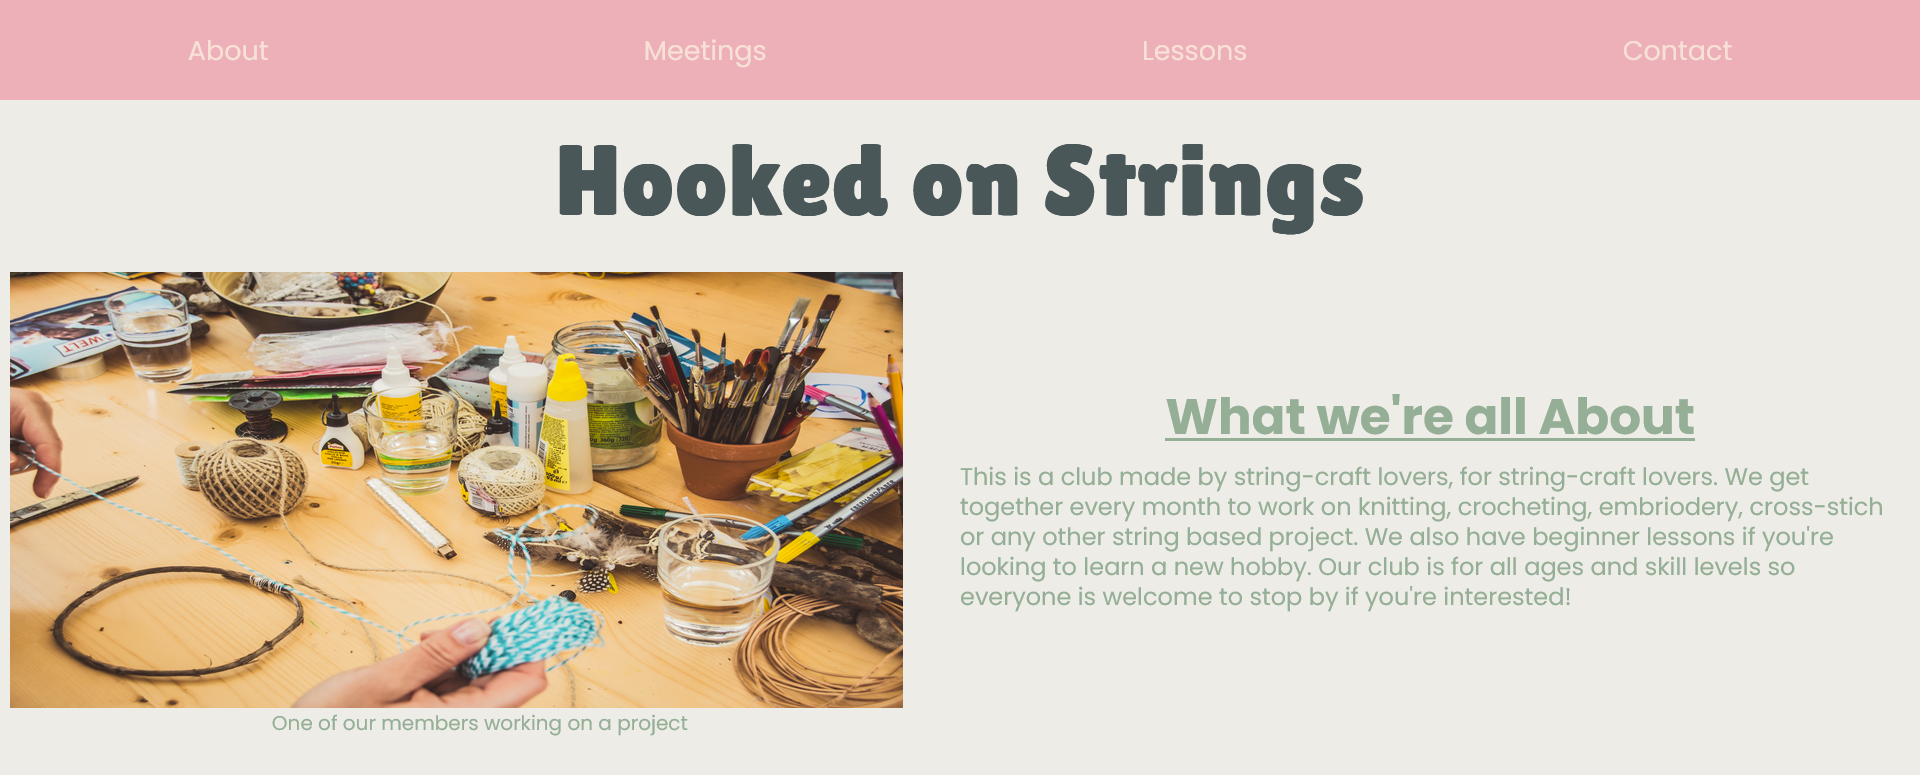 About Meetings Lessons Contact
Hooked on Strings
WELT
What we're all About
This is a club made by string-craft lovers, for string-craft lovers. We get
together every month to work on knitting, crocheting, embriodery, cross-stich
or any other string based project. We also have beginner lessons if you're
looking to learn a new hobby. Our club is for all ages and skill levels so
everyone is welcome to stop by if you're interested!
One of our members working on a project